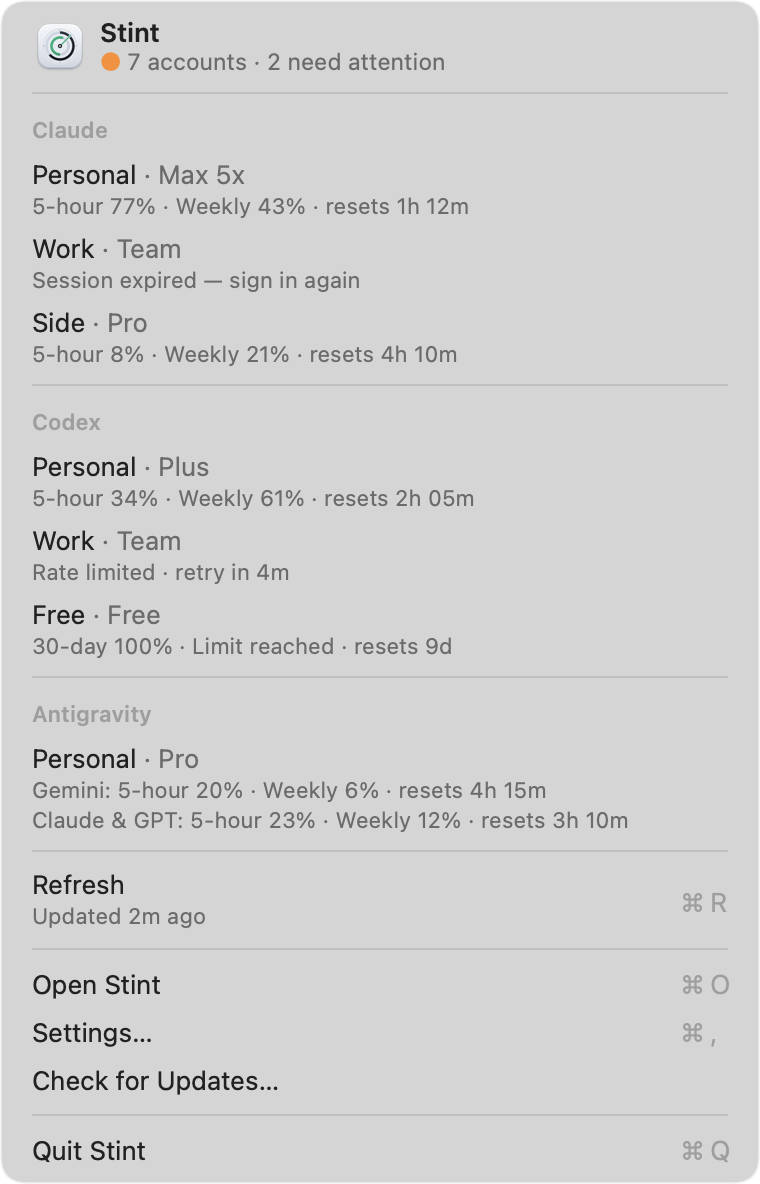 Stint
7 accounts · 2 need attention
Claude
Personal · Max 5x
5-hour 77% · Weekly 43% · resets 1h 12m
Work · Team
Session expired — sign in again
Side · Pro
5-hour 8% · Weekly 21% · resets 4h 10m
Codex
Personal · Plus
5-hour 34% · Weekly 61% · resets 2h 05m
Work · Team
Rate limited · retry in 4m
Free · Free
30-day 100% · Limit reached · resets 9d
Antigravity
Personal · Pro
Gemini: 5-hour 20% · Weekly 6% · resets 4h 15m
Claude & GPT: 5-hour 23% · Weekly 12% · resets 3h 10m
Refresh
Updated 2m ago
⌘ R
Open Stint ⌘ O
Settings... ⌘ ,
Check for Updates...
Quit Stint ⌘ Q